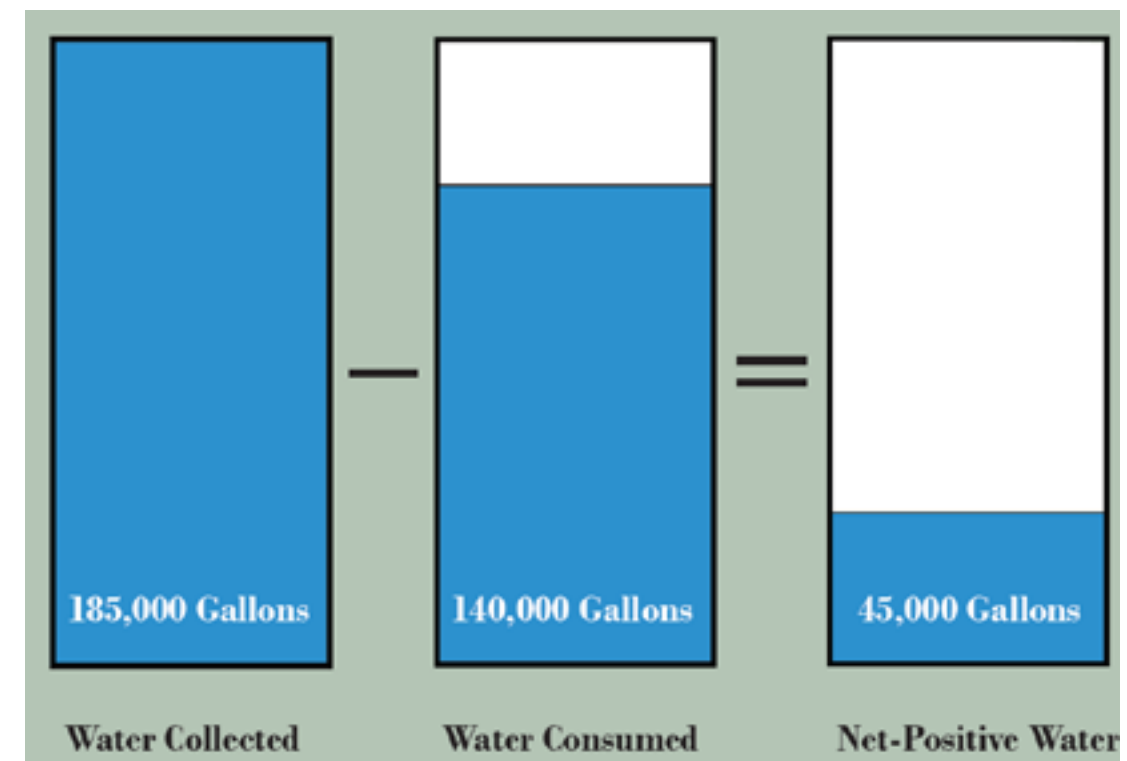 185,000 Gallons
140,000 Gallons
45,000 Gallons
Water Collected
Water Consumed
Net-Positive Water